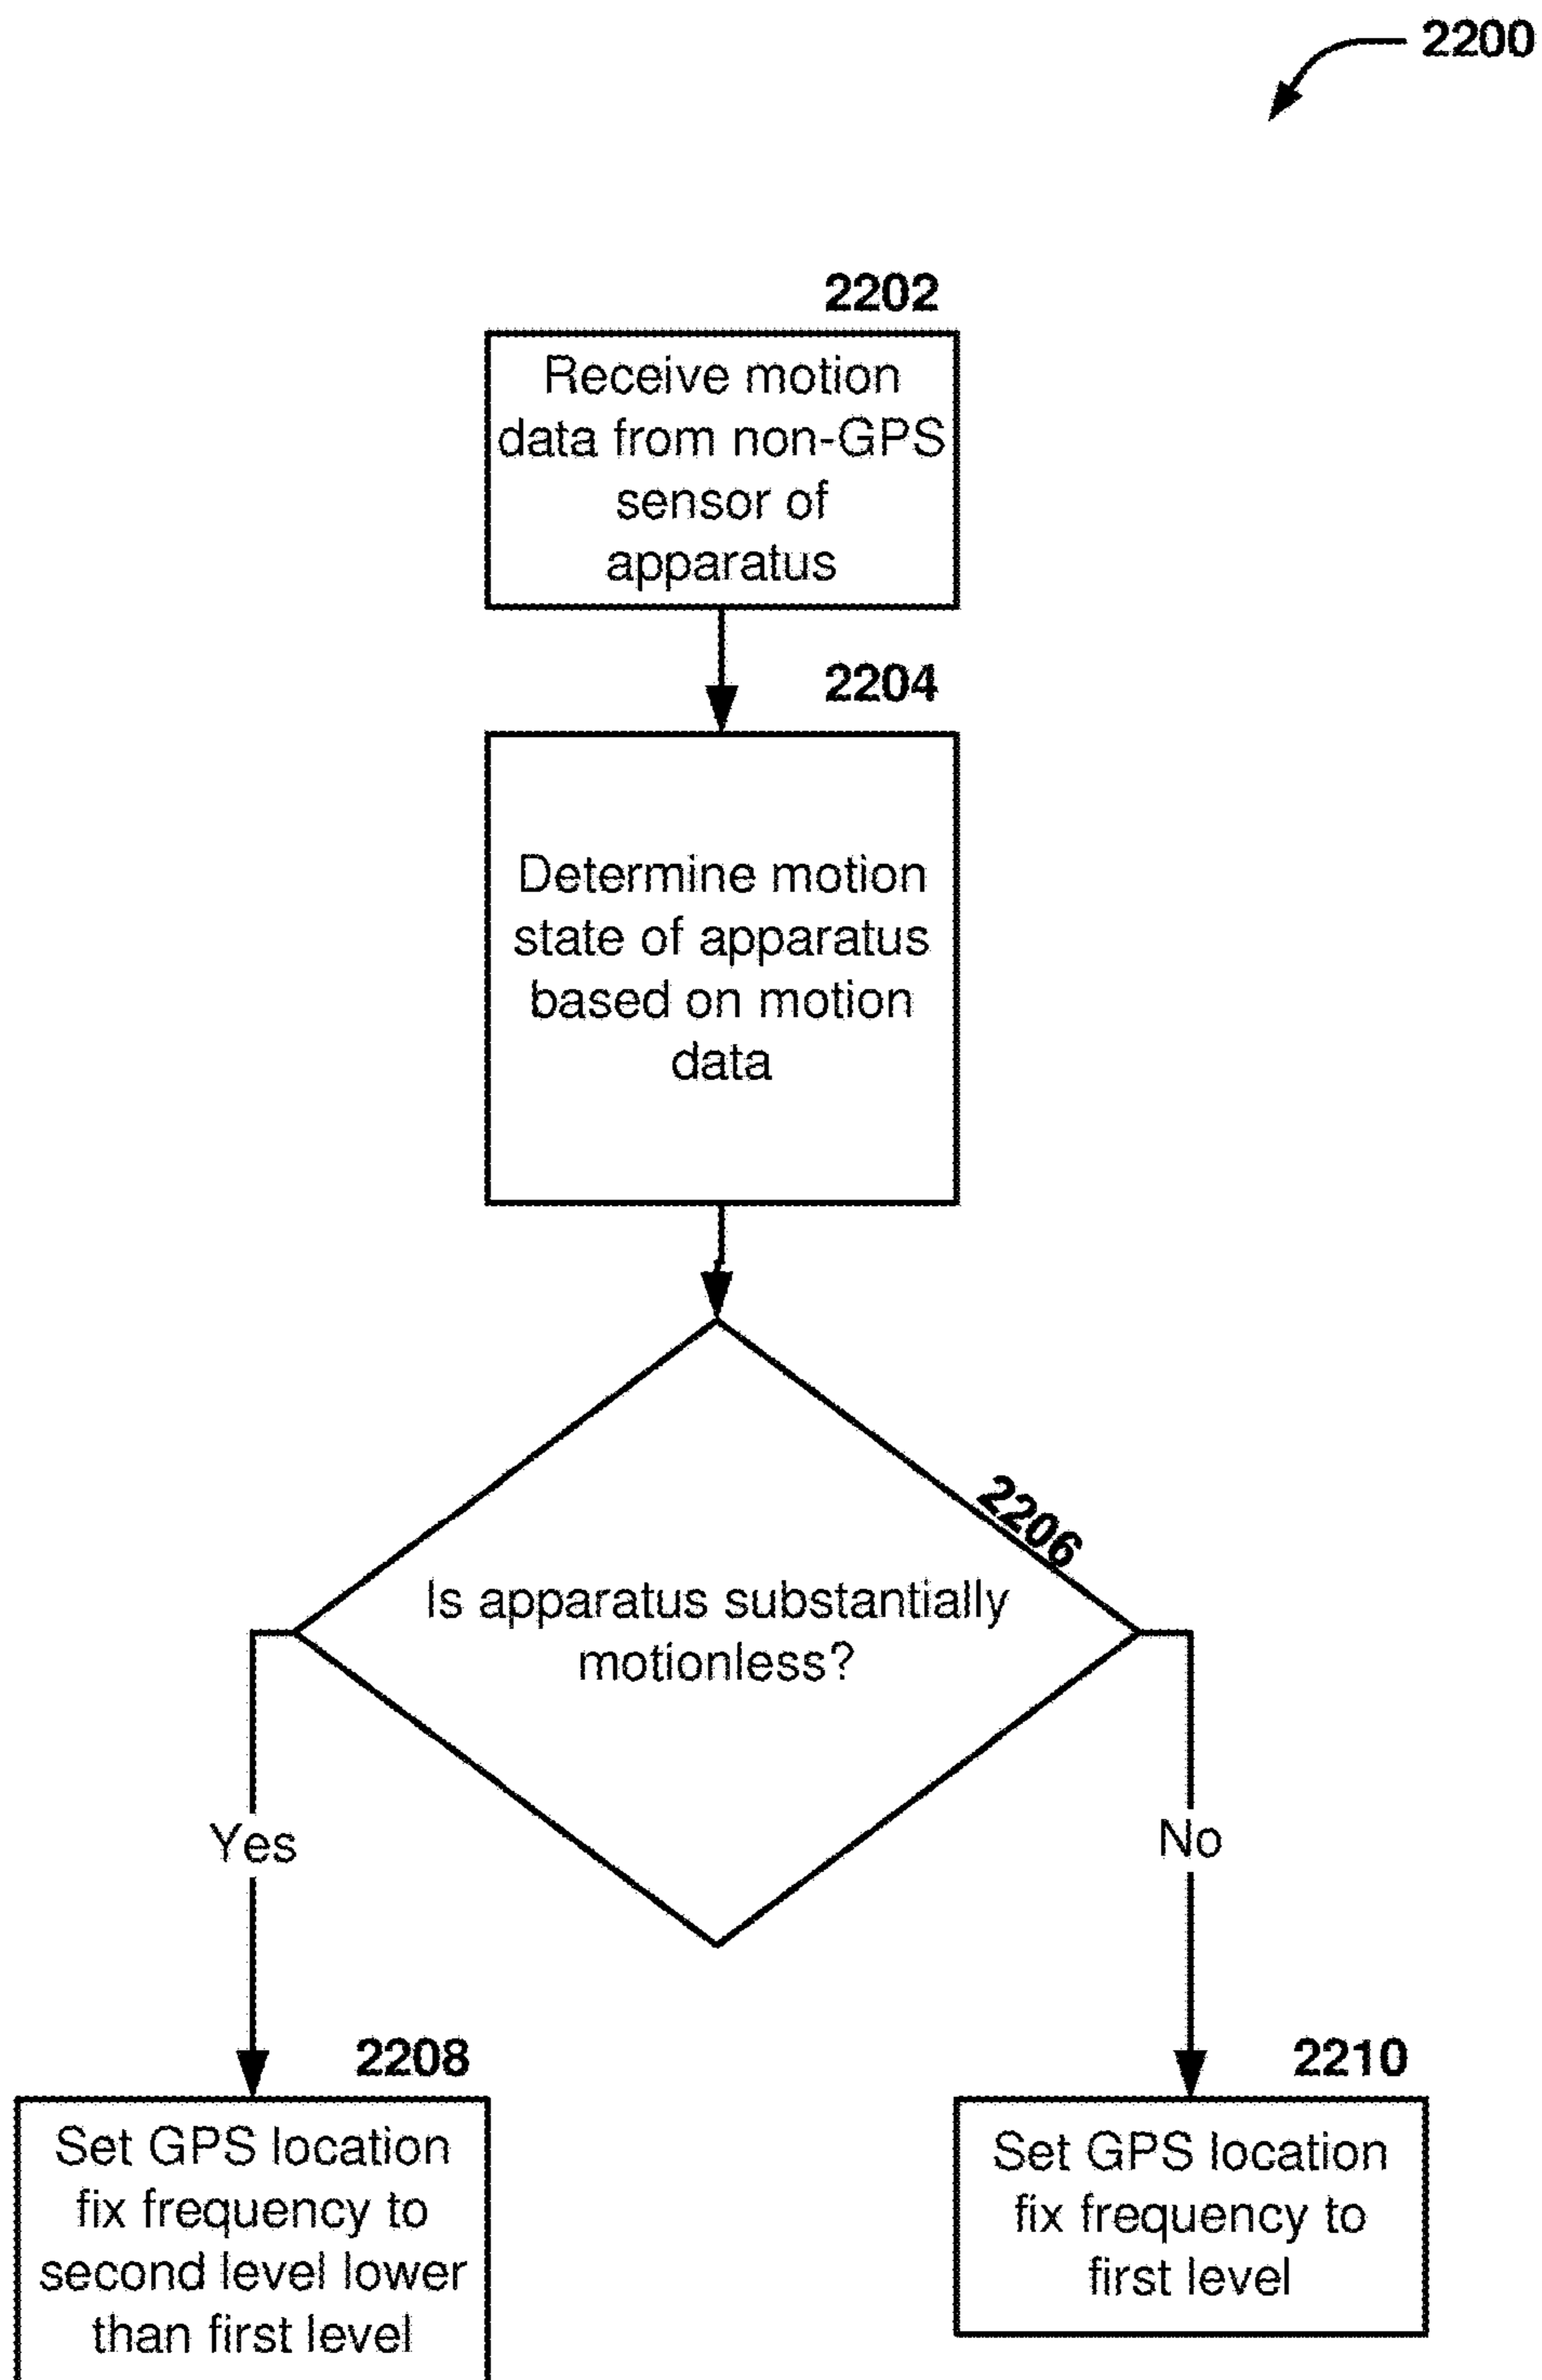 2200
2202
Receive motion
data from non-GPS
sensor of
apparatus
2204
Determine motion
state of apparatus
based on motion
data
2206
Is apparatus substantially
motionless?
Yes
No
2208
Set GPS location
fix frequency to
second level lower
than first level
2210
Set GPS location
fix frequency to
first level